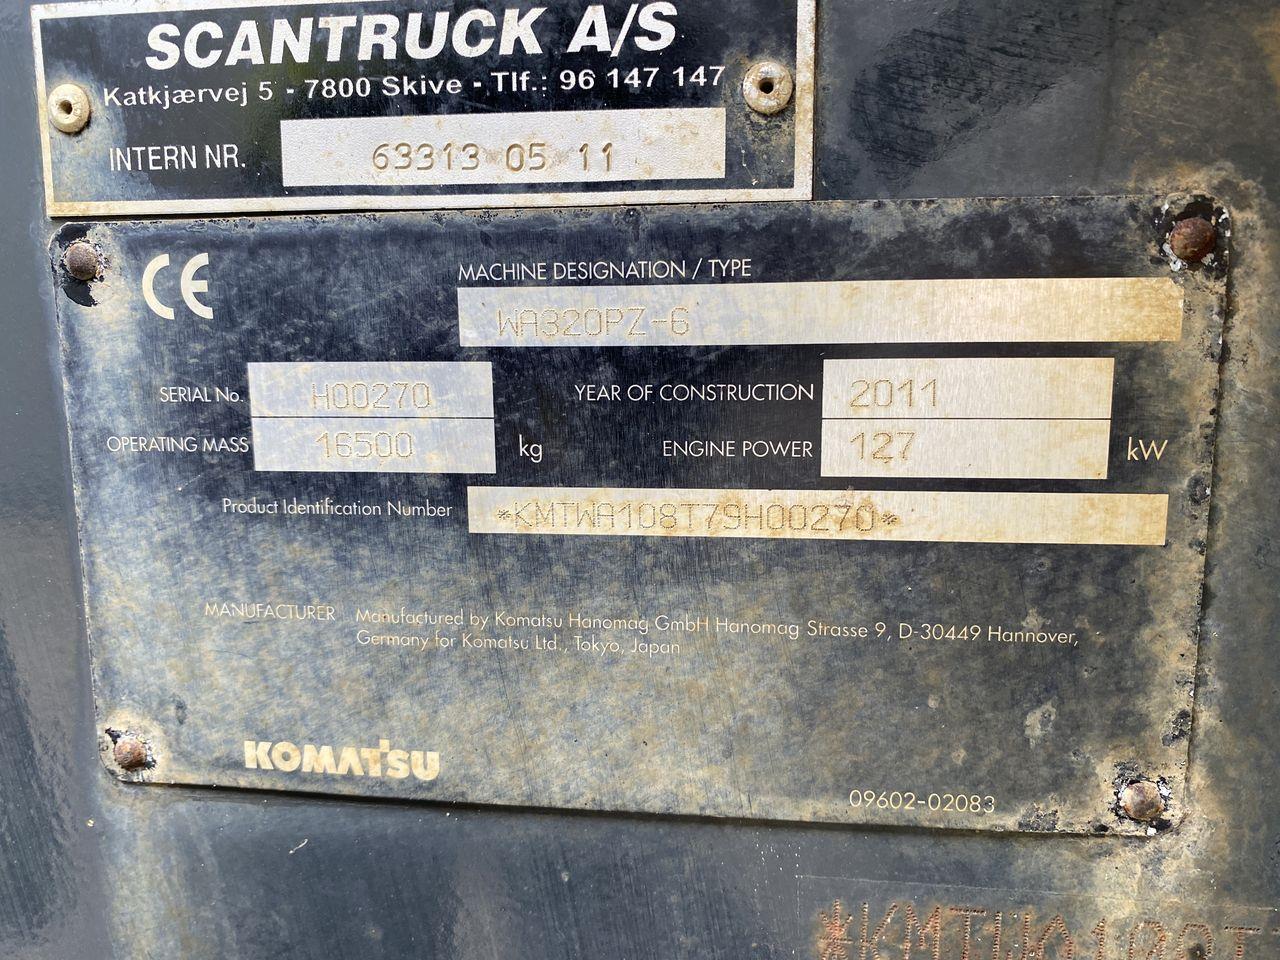 SCANTRUCK A/S
Katkjærvej 5 - 7800 Skive - Tlf.: 96 147 147
INTERN NR. 63313 05 11
CE
MACHINE DESIGNATION / TYPE
WA320PZ-6
SERIAL No. H00270 YEAR OF CONSTRUCTION 2011
OPERATING MASS 16500 kg ENGINE POWER 127 kW
Product Identification Number *KMTWA108T79H00270*
MANUFACTURER Manufactured by Komatsu Hanomag GmbH Hanomag Strasse 9, D-30449 Hannover,
Germany for Komatsu Ltd., Tokyo, Japan
KOMATSU
09602-02083